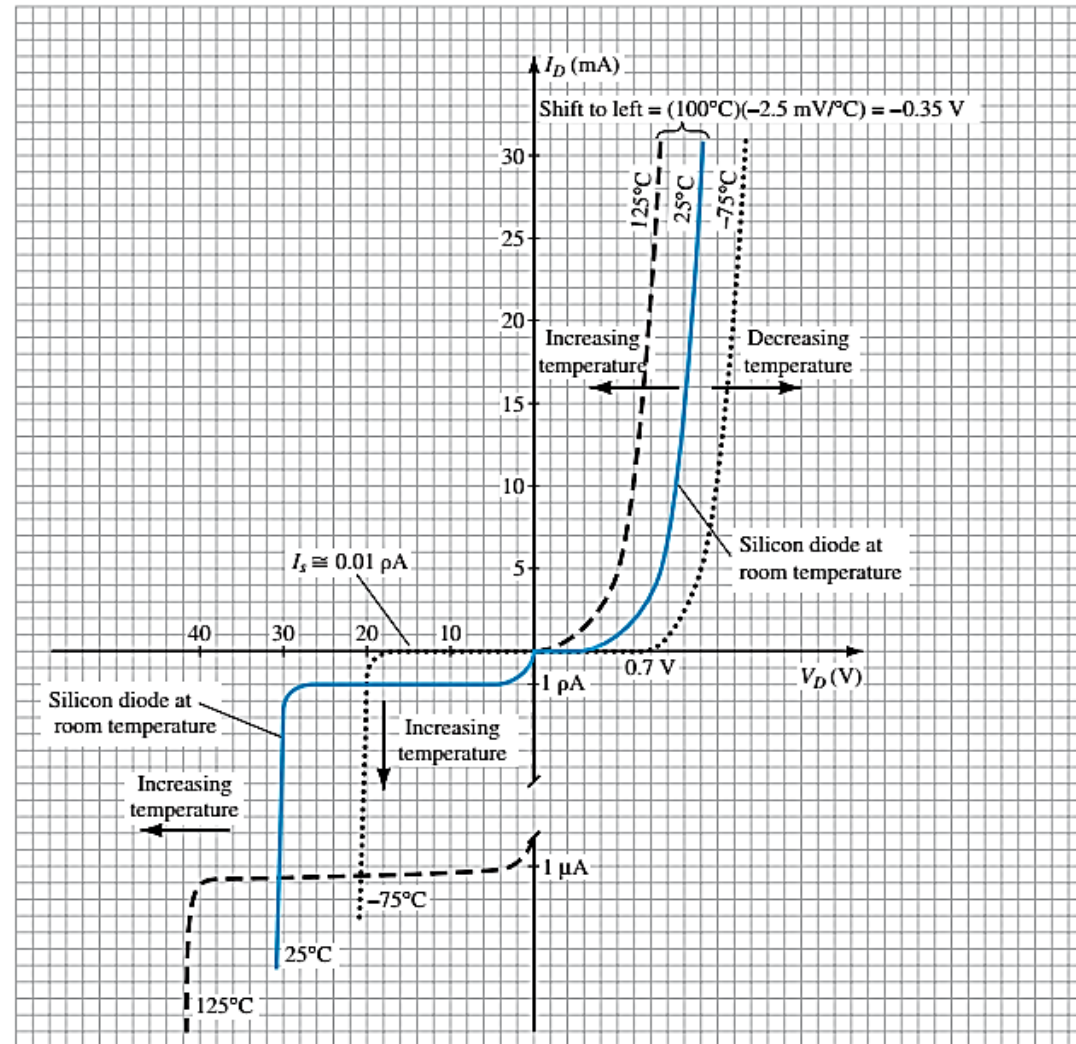 I_D (mA)
Shift to left = (100°C)(–2.5 mV/°C) = –0.35 V
30
125°C
25°C
–75°C
25
20
Increasing
temperature
Decreasing
temperature
15
10
Silicon diode at
room temperature
I_s ≅ 0.01 ρA
5
40
30
20
10
0.7 V
V_D (V)
1 ρA
Silicon diode at
room temperature
Increasing
temperature
Increasing
temperature
1 μA
–75°C
25°C
125°C